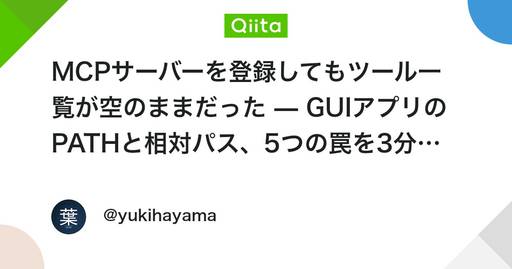 Qiita
MCPサーバーを登録してもツール一
覧が空のままだった — GUIアプリの
PATHと相対パス、5つの罠を3分…
葉
@yukihayama